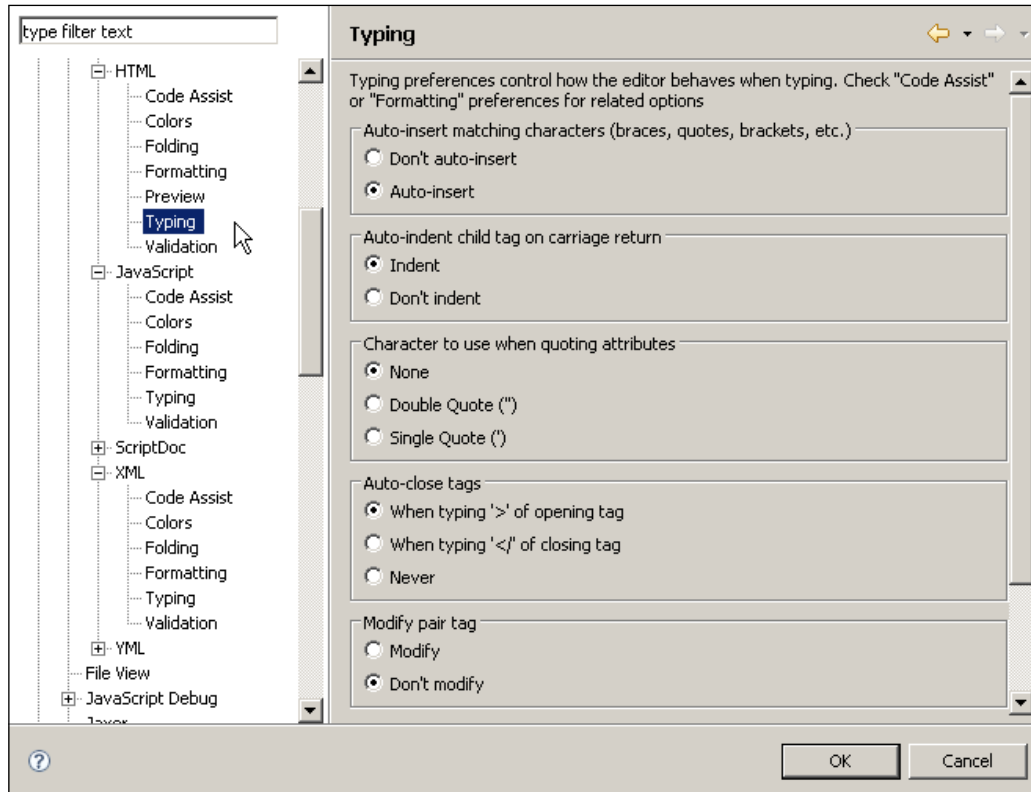 type filter text
HTML
Code Assist
Colors
Folding
Formatting
Preview
Typing
Validation
JavaScript
Code Assist
Colors
Folding
Formatting
Typing
Validation
ScriptDoc
XML
Code Assist
Colors
Folding
Formatting
Typing
Validation
YML
File View
JavaScript Debug
Jaxer
Typing
Typing preferences control how the editor behaves when typing. Check "Code Assist"
or "Formatting" preferences for related options
Auto-insert matching characters (braces, quotes, brackets, etc.)
Don't auto-insert
Auto-insert
Auto-indent child tag on carriage return
Indent
Don't indent
Character to use when quoting attributes
None
Double Quote (")
Single Quote (')
Auto-close tags
When typing '>' of opening tag
When typing '</' of closing tag
Never
Modify pair tag
Modify
Don't modify
OK
Cancel